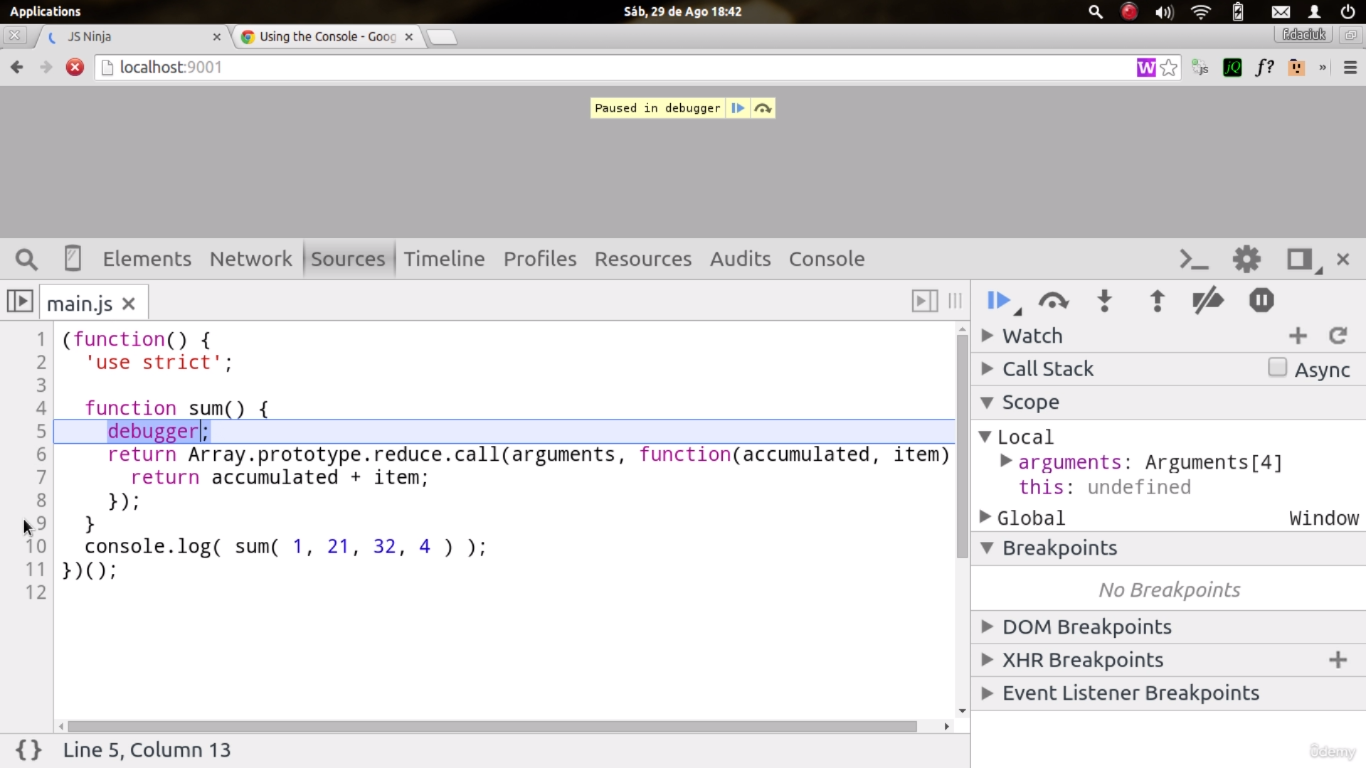 Applications
Sáb, 29 de Ago 18:42
JS Ninja
Using the Console - Goog
f.daciuk
localhost:9001
W
js
jQ
f?
»
Paused in debugger
Elements Network Sources Timeline Profiles Resources Audits Console
main.js
1 (function() {
2 'use strict';
3
4 function sum() {
5 debugger;
6 return Array.prototype.reduce.call(arguments, function(accumulated, item)
7 return accumulated + item;
8 });
9 }
10 console.log( sum( 1, 21, 32, 4 ) );
11 })();
12
{} Line 5, Column 13
Watch
Call Stack Async
Scope
Local
arguments: Arguments[4]
this: undefined
Global Window
Breakpoints
No Breakpoints
DOM Breakpoints
XHR Breakpoints
Event Listener Breakpoints
ûdemy